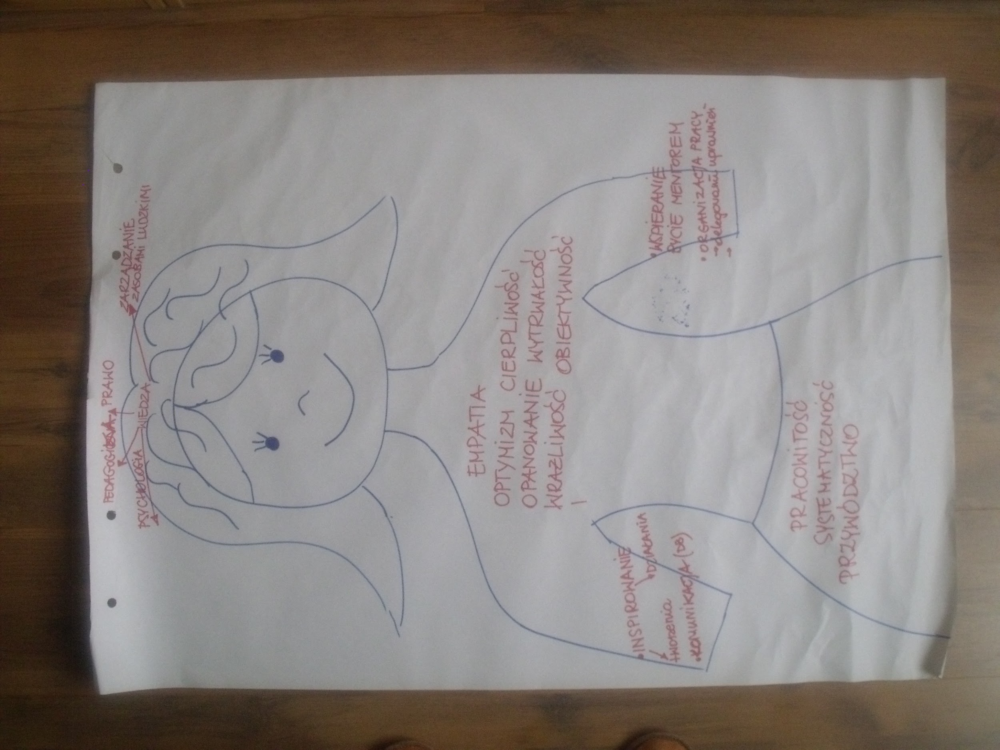 PEDAGOGICZNA PRAWO
ZARZĄDZANIE
ZASOBAMI LUDZKIMI
PSYCHOLOGIA WIEDZA
EMPATIA
OPTYMIZM CIERPLIWOŚĆ
OPANOWANIE WYTRWAŁOŚĆ
WRAŻLIWOŚĆ OBIEKTYWNOŚĆ
• INSPIROWANIE
DZIAŁANIA
tworzenia
• KOMUNIKACJA (DB)
• WSPIERANIE
BYCIE MENTOREM
• ORGANIZACJA PRACY
→ delegowanie uprawnień
→
PRACOWITOŚĆ
SYSTEMATYCZNOŚĆ
PRZYWÓDZTWO